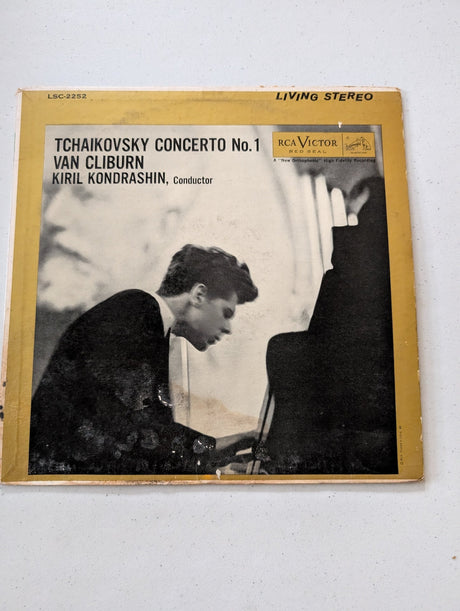 LSC-2252
LIVING STEREO
TCHAIKOVSKY CONCERTO No. 1
VAN CLIBURN
KIRIL KONDRASHIN, Conductor
RCA VICTOR
RED SEAL
A "New Orthophonic" High Fidelity Recording